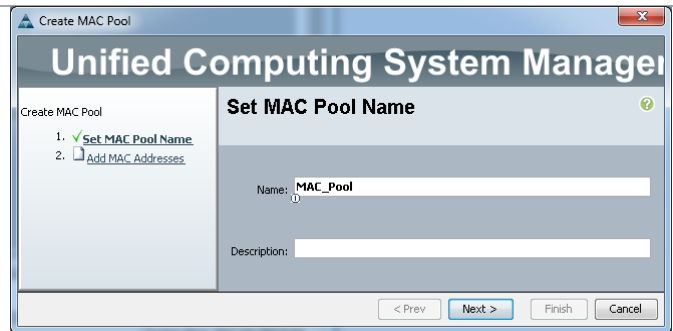 Create MAC Pool
Unified Computing System Manager
Create MAC Pool
1. Set MAC Pool Name
2. Add MAC Addresses
Set MAC Pool Name
?
Name: MAC_Pool
Description:
< Prev
Next >
Finish
Cancel